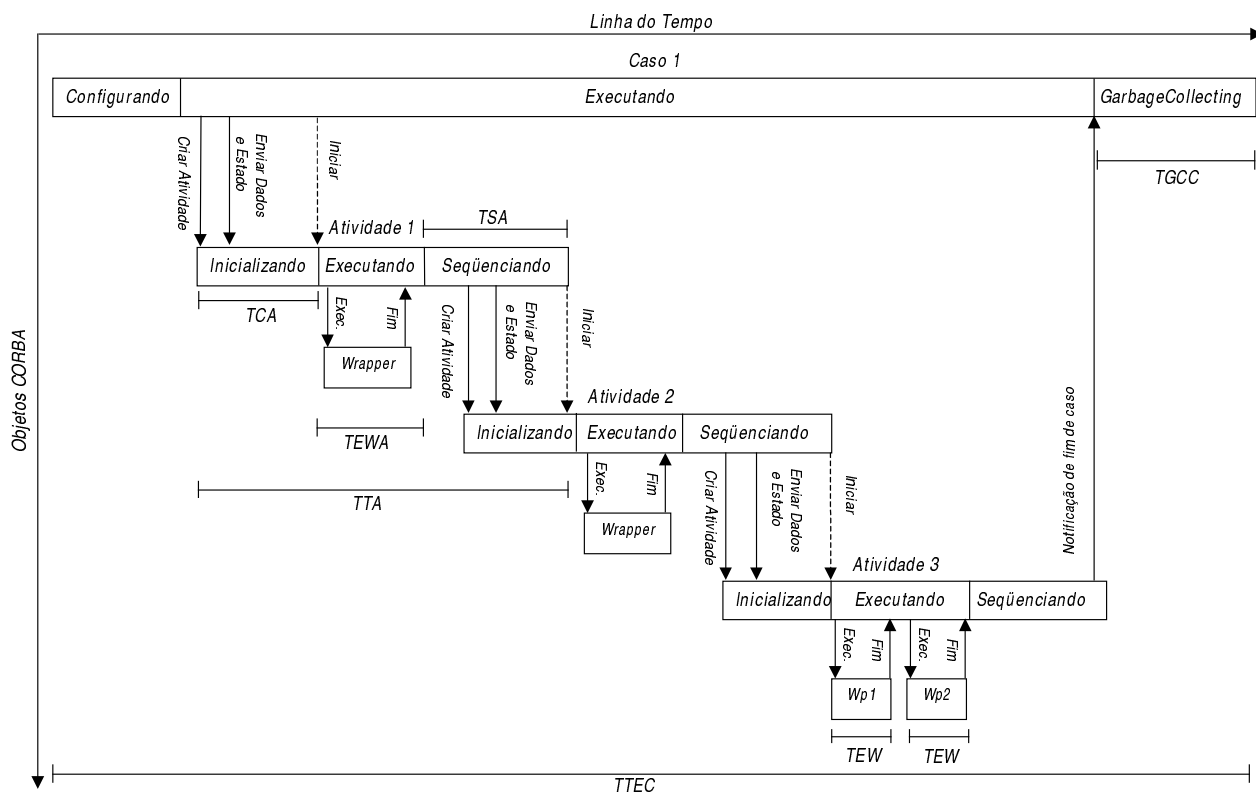 Linha do Tempo
Caso 1
Configurando
Executando
GarbageCollecting
Criar Atividade
Enviar Dados
e Estado
Iniciar
TGCC
Atividade 1
TSA
Inicializando
Executando
Seqüenciando
TCA
Exec.
Fim
Criar Atividade
Enviar Dados
e Estado
Iniciar
Wrapper
Objetos CORBA
TEWA
Atividade 2
Inicializando
Executando
Seqüenciando
TTA
Exec.
Fim
Criar Atividade
Enviar Dados
e Estado
Iniciar
Notificação de fim de caso
Wrapper
Atividade 3
Inicializando
Executando
Seqüenciando
Exec.
Fim
Exec.
Fim
Wp1
Wp2
TEW
TEW
TTEC